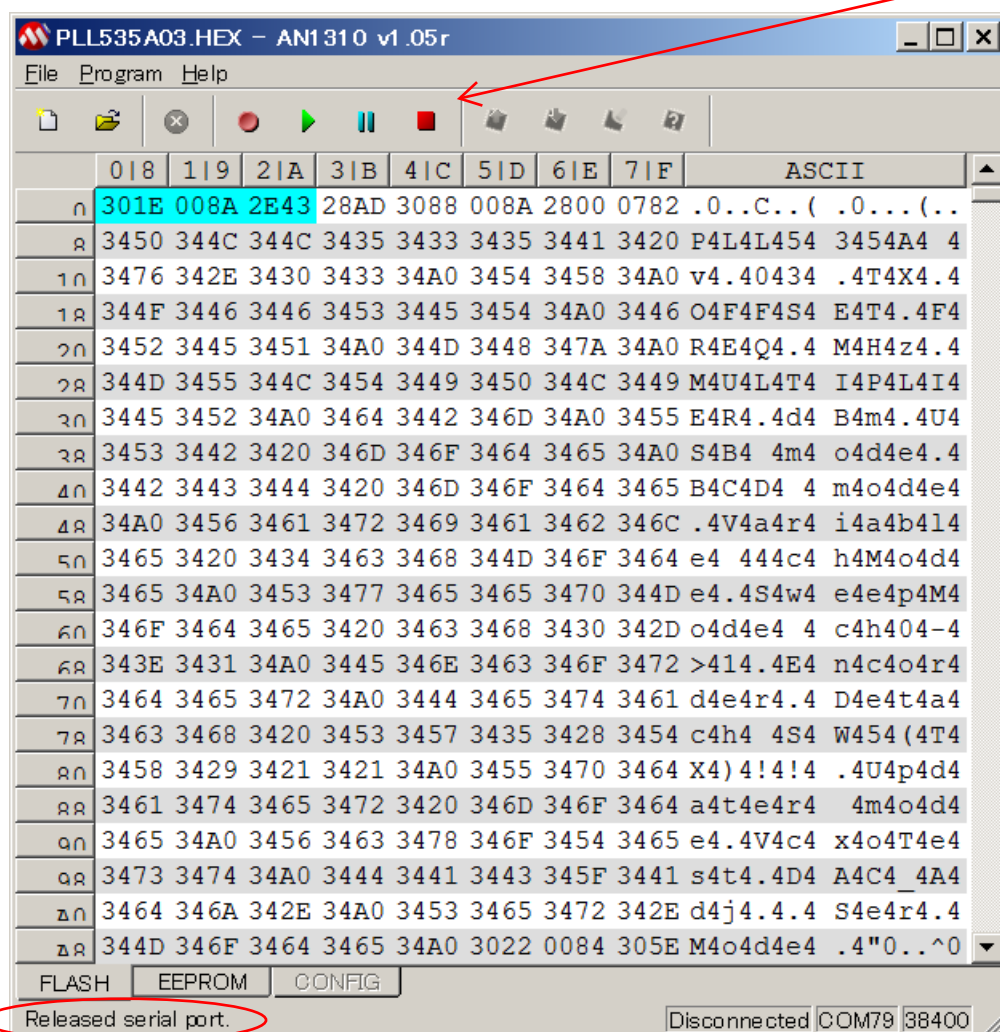 PLL535A03.HEX - AN1310 v1.05r
File Program Help
0|8 1|9 2|A 3|B 4|C 5|D 6|E 7|F ASCII
0 301E 008A 2E43 28AD 3088 008A 2800 0782 .0..C..( .0...(..
8 3450 344C 344C 3435 3433 3435 3441 3420 P4L4L454 3454A4 4
10 3476 342E 3430 3433 34A0 3454 3458 34A0 v4.40434 .4T4X4.4
18 344F 3446 3446 3453 3445 3454 34A0 3446 O4F4F4S4 E4T4.4F4
20 3452 3445 3451 34A0 344D 3448 347A 34A0 R4E4Q4.4 M4H4z4.4
28 344D 3455 344C 3454 3449 3450 344C 3449 M4U4L4T4 I4P4L4I4
30 3445 3452 34A0 3464 3442 346D 34A0 3455 E4R4.4d4 B4m4.4U4
38 3453 3442 3420 346D 346F 3464 3465 34A0 S4B4 4m4 o4d4e4.4
40 3442 3443 3444 3420 346D 346F 3464 3465 B4C4D4 4 m4o4d4e4
48 34A0 3456 3461 3472 3469 3461 3462 346C .4V4a4r4 i4a4b4l4
50 3465 3420 3434 3463 3468 344D 346F 3464 e4 444c4 h4M4o4d4
58 3465 34A0 3453 3477 3465 3465 3470 344D e4.4S4w4 e4e4p4M4
60 346F 3464 3465 3420 3463 3468 3430 342D o4d4e4 4 c4h404-4
68 343E 3431 34A0 3445 346E 3463 346F 3472 >414.4E4 n4c4o4r4
70 3464 3465 3472 34A0 3444 3465 3474 3461 d4e4r4.4 D4e4t4a4
78 3463 3468 3420 3453 3457 3435 3428 3454 c4h4 4S4 W454(4T4
80 3458 3429 3421 3421 34A0 3455 3470 3464 X4)4!4!4 .4U4p4d4
88 3461 3474 3465 3472 3420 346D 346F 3464 a4t4e4r4 4m4o4d4
90 3465 34A0 3456 3463 3478 346F 3454 3465 e4.4V4c4 x4o4T4e4
98 3473 3474 34A0 3444 3441 3443 345F 3441 s4t4.4D4 A4C4_4A4
A0 3464 346A 342E 34A0 3453 3465 3472 342E d4j4.4.4 S4e4r4.4
A8 344D 346F 3464 3465 34A0 3022 0084 305E M4o4d4e4 .4"0..^0
FLASH EEPROM CONFIG
Released serial port. Disconnected COM79 38400